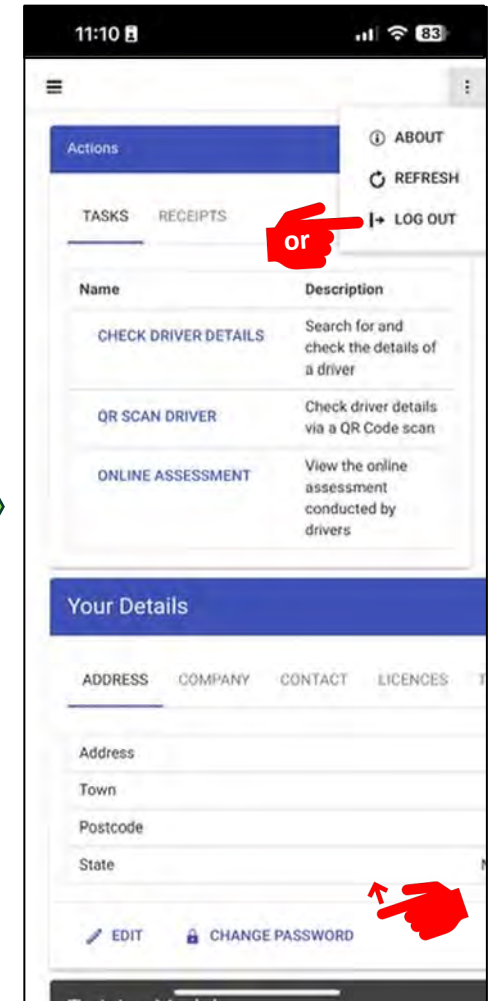 11:10 83
ABOUT
Actions
REFRESH
TASKS RECEIPTS
LOG OUT
or
Name Description
CHECK DRIVER DETAILS Search for and
check the details of
a driver
QR SCAN DRIVER Check driver details
via a QR Code scan
ONLINE ASSESSMENT View the online
assessment
conducted by
drivers
Your Details
ADDRESS COMPANY CONTACT LICENCES T
Address
Town
Postcode
State
EDIT CHANGE PASSWORD